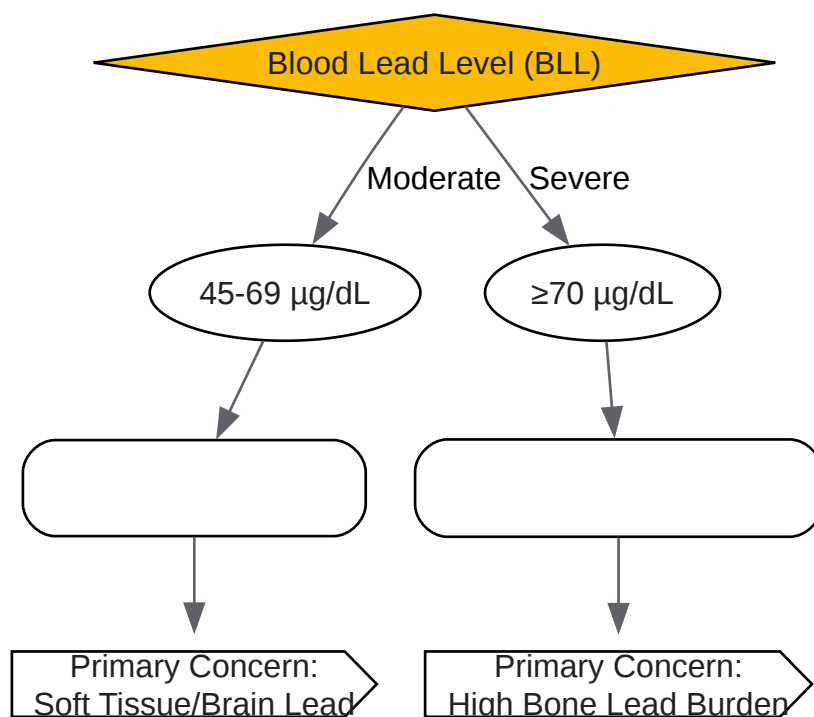 Blood Lead Level (BLL)
Moderate
Severe
45-69 µg/dL
≥70 µg/dL
Primary Concern:
Soft Tissue/Brain Lead
Primary Concern:
High Bone Lead Burden